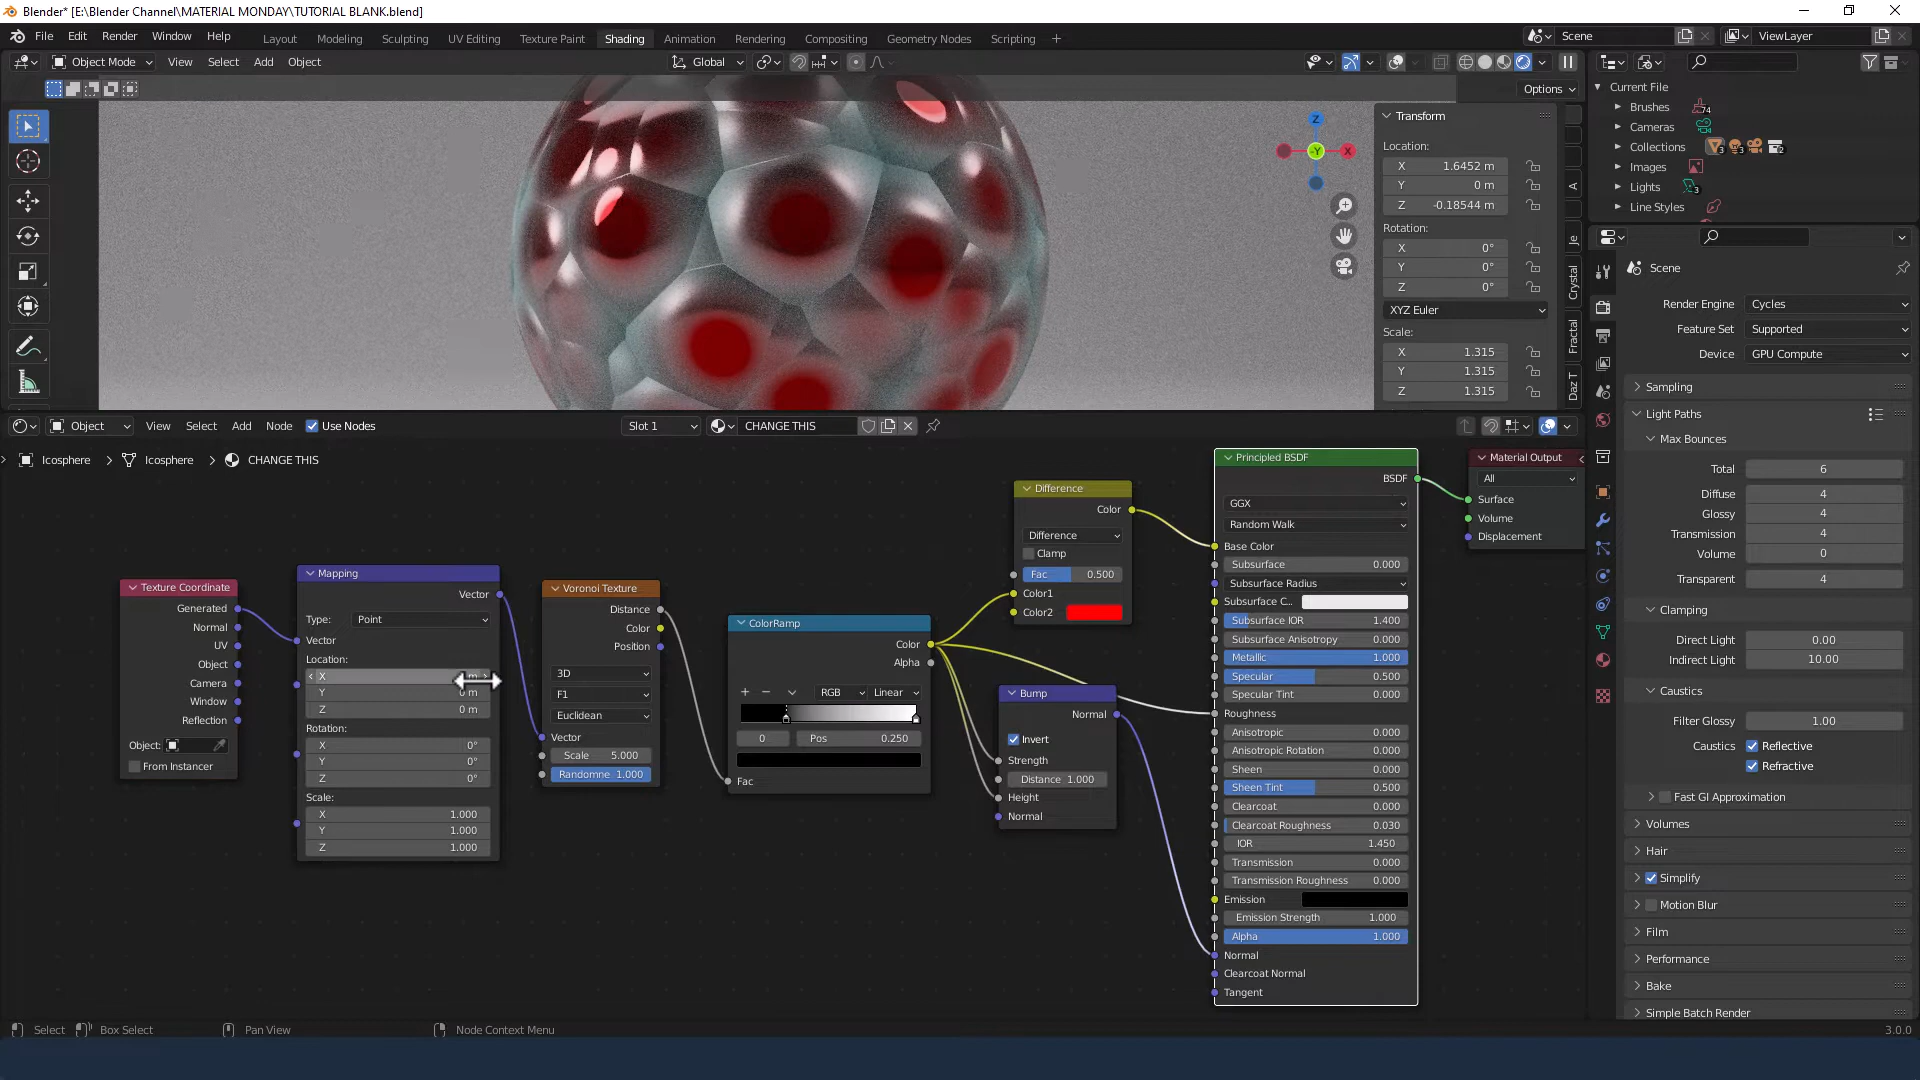 Blender* [E:\Blender Channel\MATERIAL MONDAY\TUTORIAL BLANK.blend]
File Edit Render Window Help
Layout Modeling Sculpting UV Editing Texture Paint Shading Animation Rendering Compositing Geometry Nodes Scripting +
Scene
ViewLayer
Object Mode View Select Add Object
Global
Options
Transform
Location:
X 1.6452 m
Y 0 m
Z -0.18544 m
Rotation:
X 0°
Y 0°
Z 0°
XYZ Euler
Scale:
X 1.315
Y 1.315
Z 1.315
A
Je
Crystal
Fractal
Daz T
Z
-Y
X
Current File
Brushes 74
Cameras
Collections 3 3 2
Images
Lights 3
Line Styles
Scene
Render Engine Cycles
Feature Set Supported
Device GPU Compute
Sampling
Light Paths
Max Bounces
Total 6
Diffuse 4
Glossy 4
Transmission 4
Volume 0
Transparent 4
Clamping
Direct Light 0.00
Indirect Light 10.00
Caustics
Filter Glossy 1.00
Caustics Reflective
Refractive
Fast GI Approximation
Volumes
Hair
Simplify
Motion Blur
Film
Performance
Bake
Simple Batch Render
Object View Select Add Node Use Nodes
Slot 1
CHANGE THIS
Icosphere > Icosphere > CHANGE THIS
Texture Coordinate
Generated
Normal
UV
Object
Camera
Window
Reflection
Object:
From Instancer
Mapping
Vector
Type: Point
Vector
Location:
X m
Y 0 m
Z 0 m
Rotation:
X 0°
Y 0°
Z 0°
Scale:
X 1.000
Y 1.000
Z 1.000
Voronoi Texture
Distance
Color
Position
3D
F1
Euclidean
Vector
Scale 5.000
Randomne 1.000
ColorRamp
Color
Alpha
+ − RGB Linear
0 Pos 0.250
Fac
Difference
Color
Difference
Clamp
Fac 0.500
Color1
Color2
Bump
Normal
Invert
Strength
Distance 1.000
Height
Normal
Principled BSDF
BSDF
GGX
Random Walk
Base Color
Subsurface 0.000
Subsurface Radius
Subsurface C..
Subsurface IOR 1.400
Subsurface Anisotropy 0.000
Metallic 1.000
Specular 0.500
Specular Tint 0.000
Roughness
Anisotropic 0.000
Anisotropic Rotation 0.000
Sheen 0.000
Sheen Tint 0.500
Clearcoat 0.000
Clearcoat Roughness 0.030
IOR 1.450
Transmission 0.000
Transmission Roughness 0.000
Emission
Emission Strength 1.000
Alpha 1.000
Normal
Clearcoat Normal
Tangent
Material Output
All
Surface
Volume
Displacement
Select Box Select Pan View Node Context Menu
3.0.0